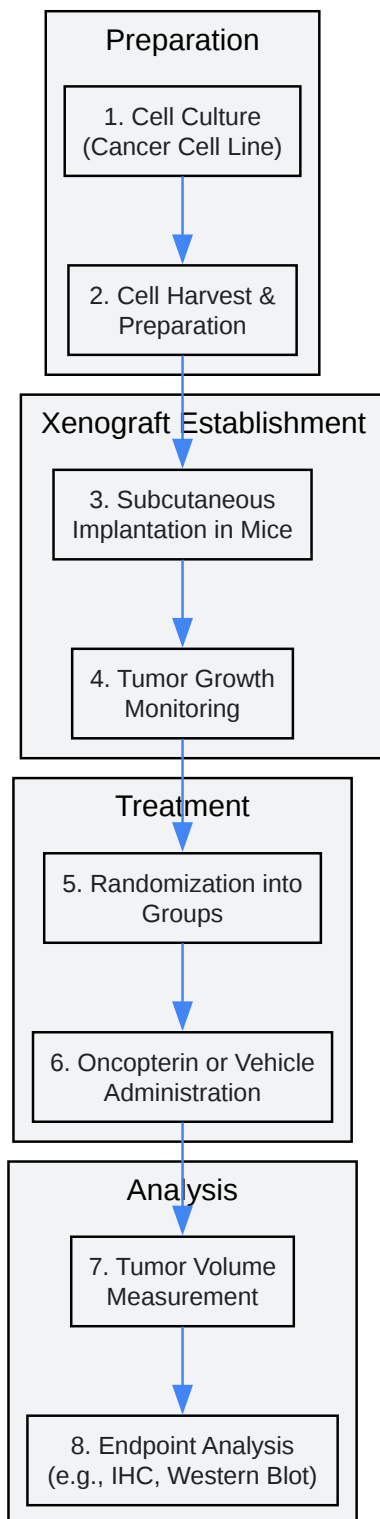 Preparation
1. Cell Culture
(Cancer Cell Line)
2. Cell Harvest &
Preparation
Xenograft Establishment
3. Subcutaneous
Implantation in Mice
4. Tumor Growth
Monitoring
Treatment
5. Randomization into
Groups
6. Oncopterin or Vehicle
Administration
Analysis
7. Tumor Volume
Measurement
8. Endpoint Analysis
(e.g., IHC, Western Blot)